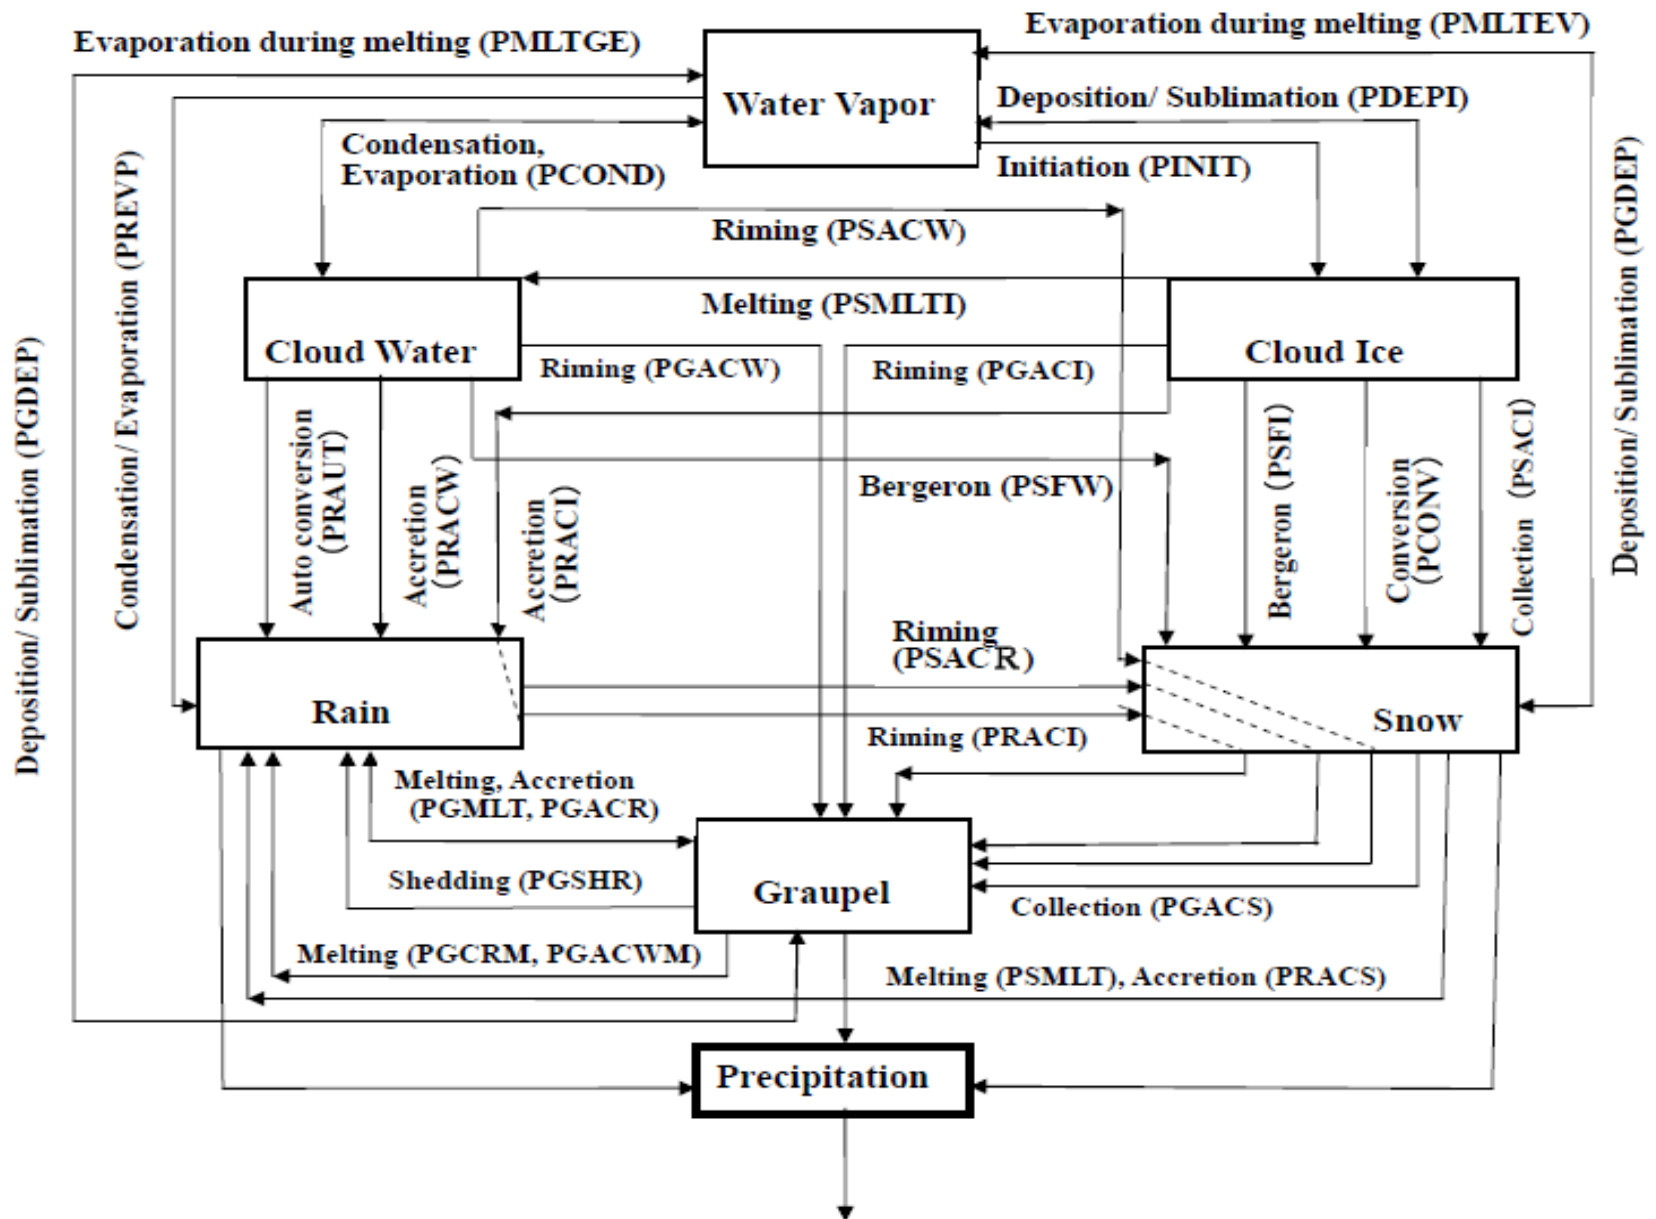 Evaporation during melting (PMLTGE)
Evaporation during melting (PMLTEV)
Water Vapor
Deposition/ Sublimation (PDEPI)
Condensation,
Evaporation (PCOND)
Initiation (PINIT)
Riming (PSACW)
Melting (PSMLTI)
Cloud Water
Cloud Ice
Riming (PGACW)
Riming (PGACI)
Deposition/ Sublimation (PGDEP)
Condensation/ Evaporation (PREVP)
Auto conversion
(PRAUT)
Accretion
(PRACW)
Accretion
(PRACI)
Bergeron (PSFW)
Bergeron (PSFI)
Conversion
(PCONV)
Collection (PSACI)
Deposition/ Sublimation (PGDEP)
Riming
(PSACR)
Rain
Snow
Riming (PRACI)
Melting, Accretion
(PGMLT, PGACR)
Shedding (PGSHR)
Graupel
Collection (PGACS)
Melting (PGCRM, PGACWM)
Melting (PSMLT), Accretion (PRACS)
Precipitation